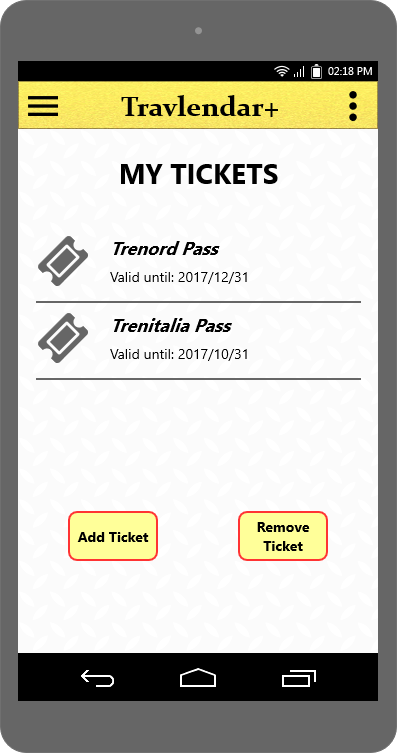 02:18 PM
Travlendar+
MY TICKETS
Trenord Pass
Valid until: 2017/12/31
Trenitalia Pass
Valid until: 2017/10/31
Add Ticket
Remove
Ticket